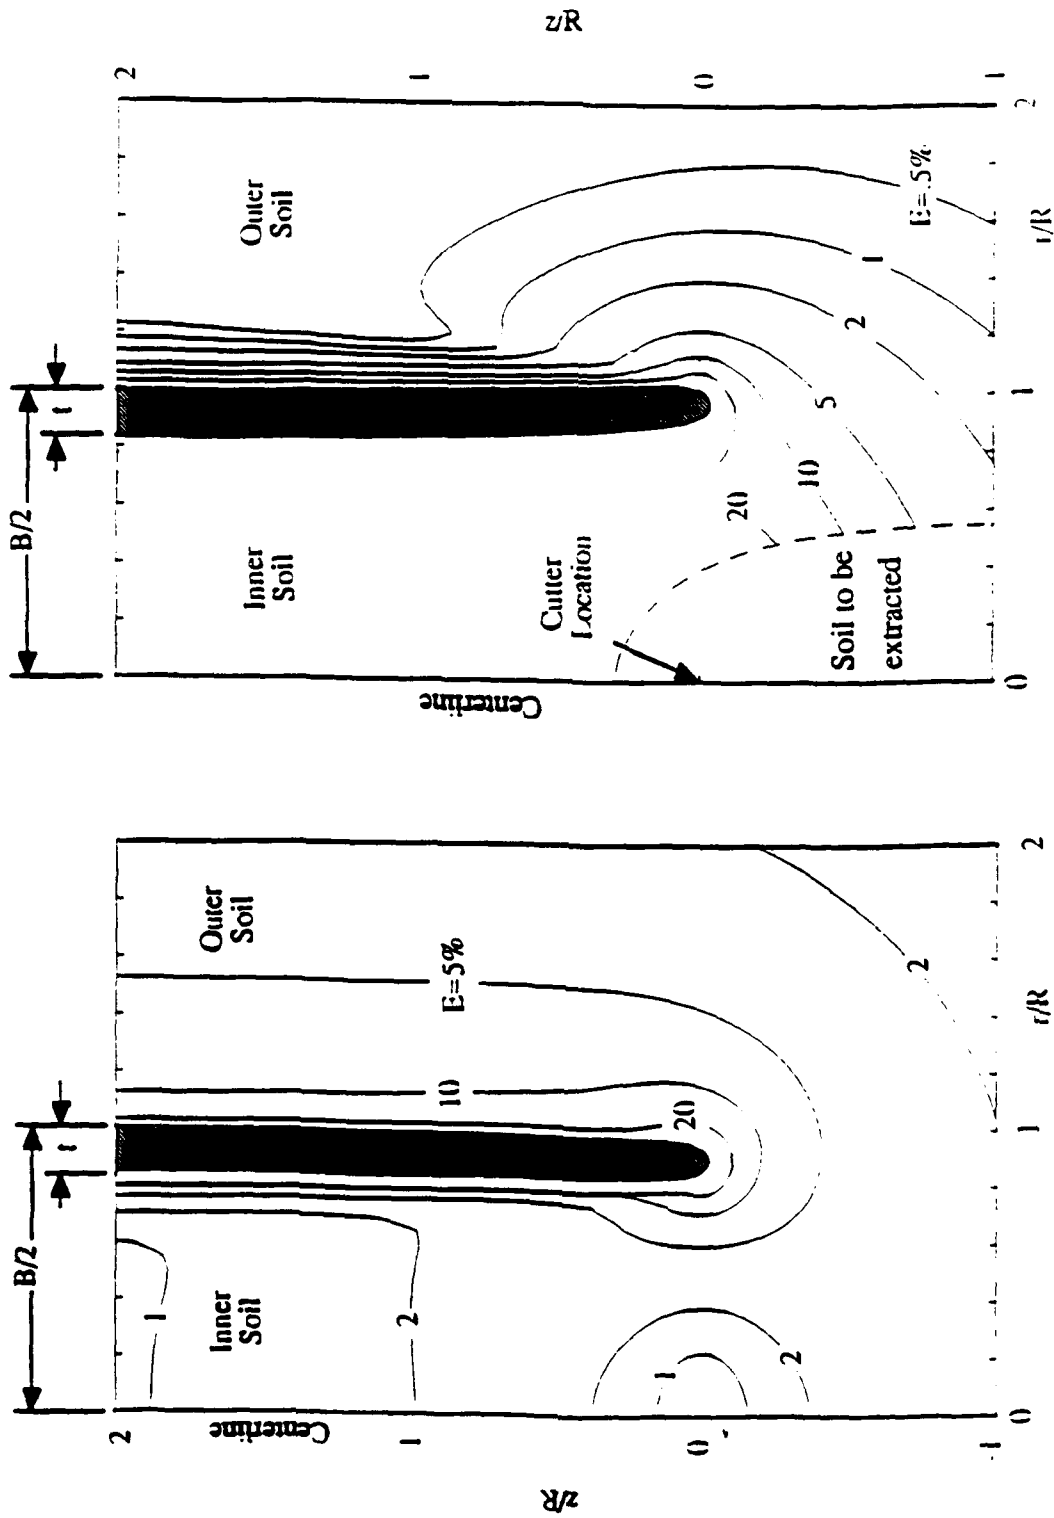 B/2
t
Inner
Soil
Outer
Soil
Centerline
2
1
0
-1
z/R
1
2
E=5%
10
20
1
2
2
0
1
2
r/R
B/2
t
Inner
Soil
Outer
Soil
Centerline
Cutter
Location
Soil to be
extracted
20
10
5
2
1
E=.5%
2
1
0
1
z/R
0
1
2
r/R